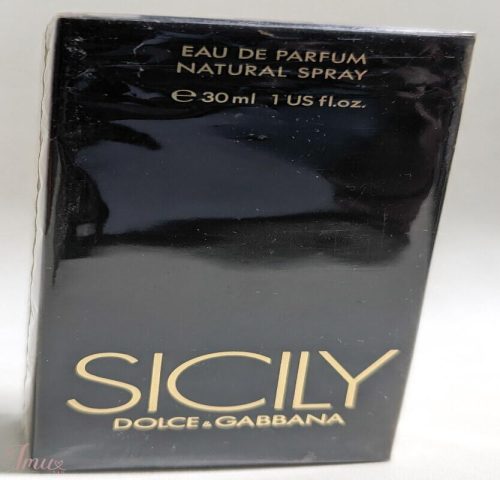 EAU DE PARFUM
NATURAL SPRAY
℮ 30 ml 1 US fl.oz.
SICILY
DOLCE & GABBANA